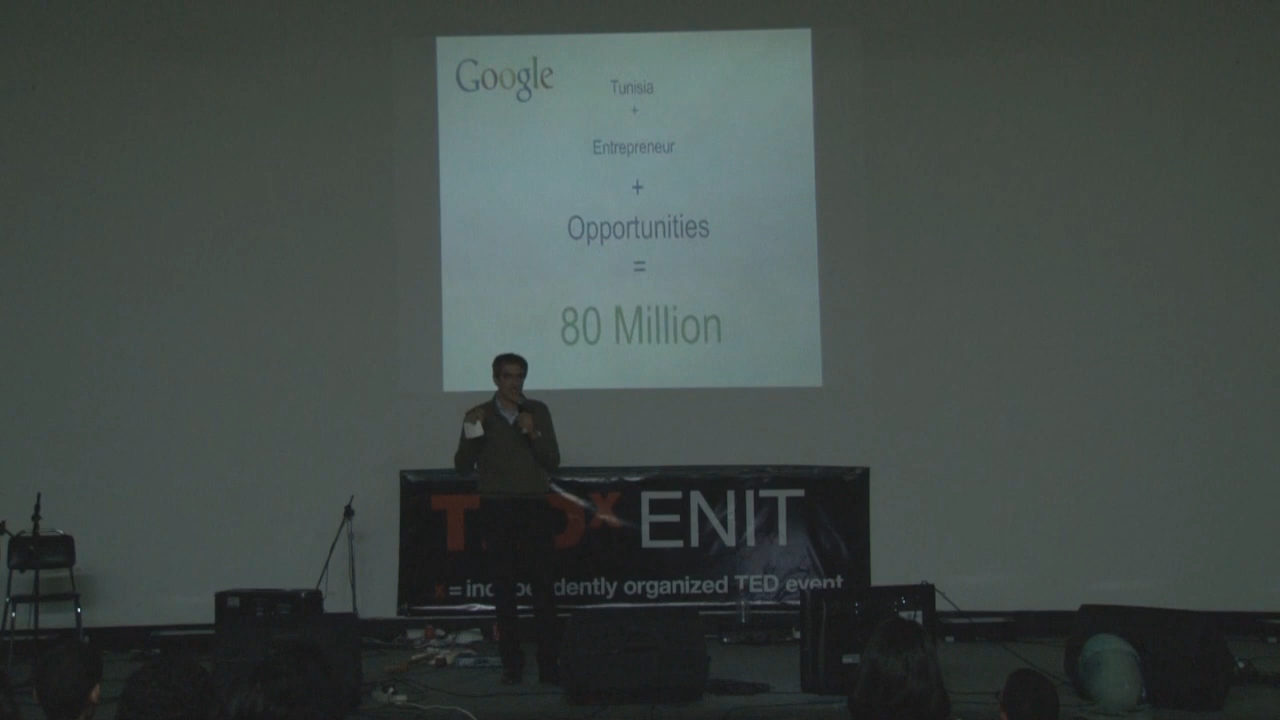 Google
Tunisia
+
Entrepreneur
+
Opportunities
=
80 Million
x ENIT
x = independently organized TED event